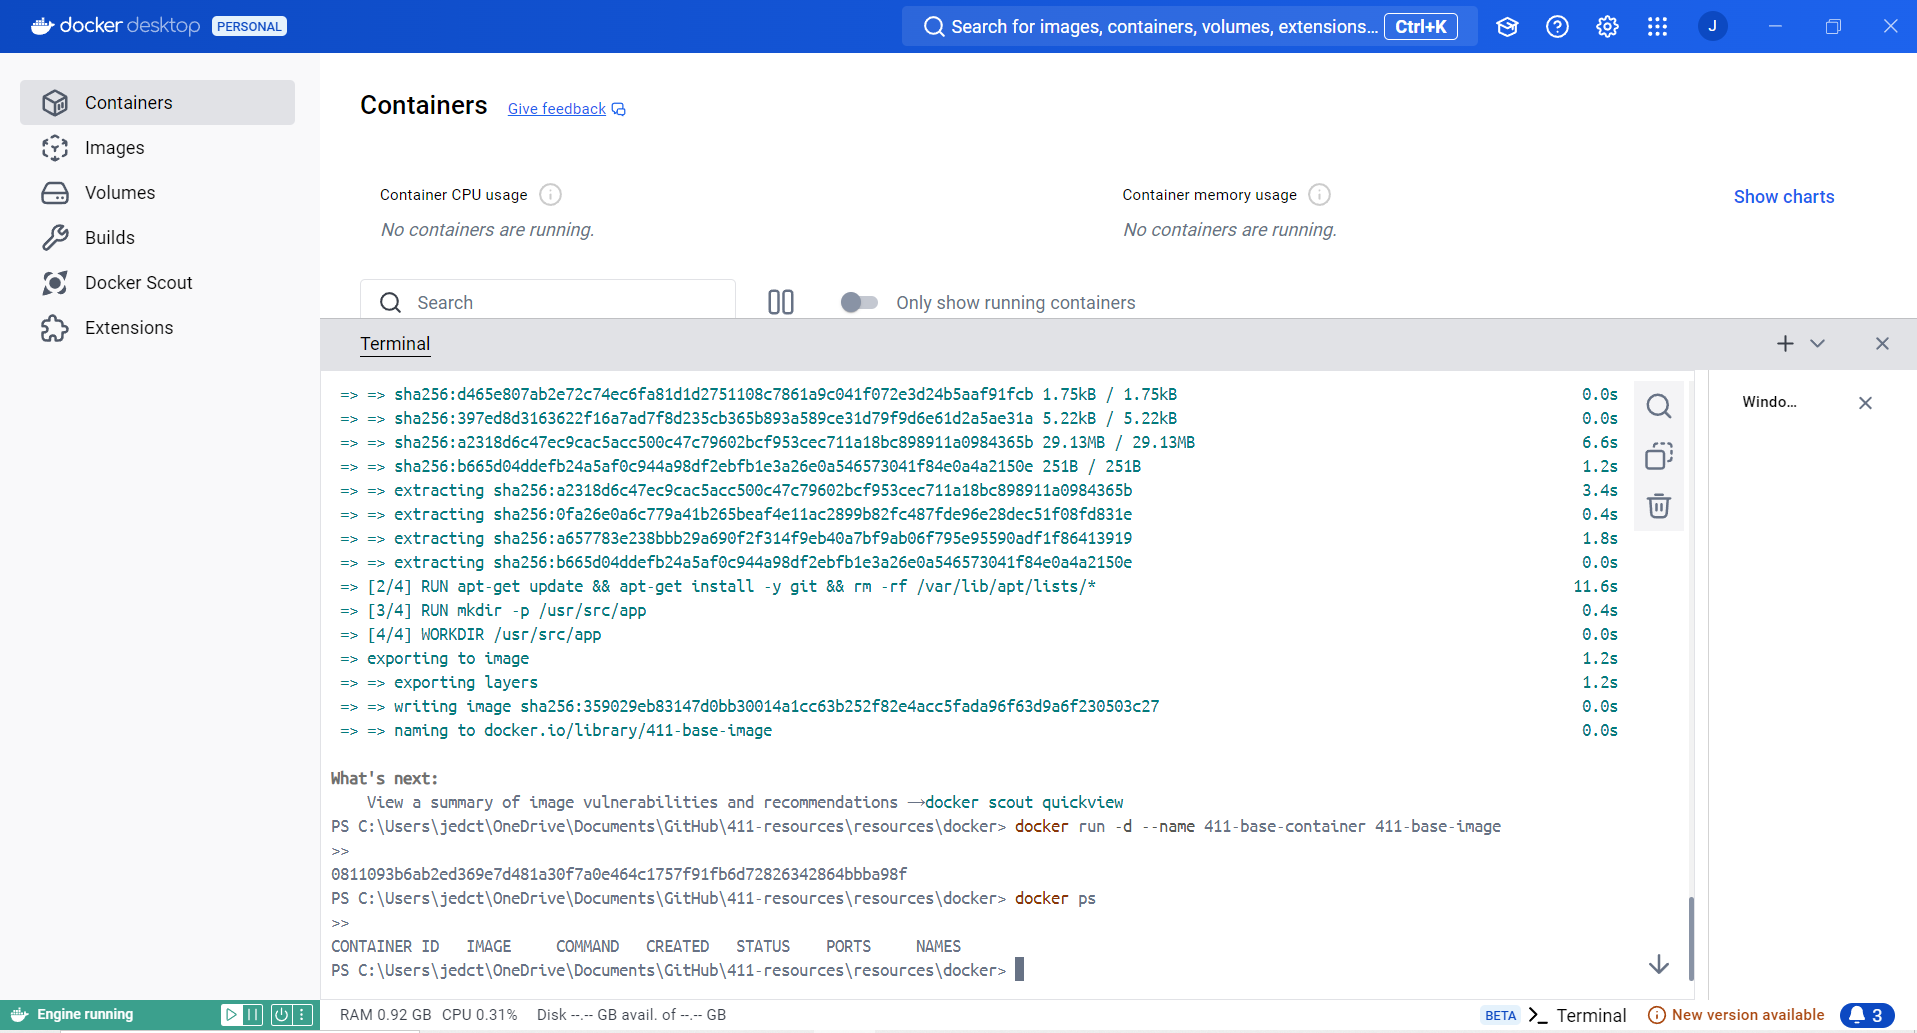 docker desktop PERSONAL
Search for images, containers, volumes, extensions... Ctrl+K
J
Containers
Images
Volumes
Builds
Docker Scout
Extensions
Containers Give feedback
Container CPU usage
No containers are running.
Container memory usage
No containers are running.
Show charts
Search
Only show running containers
Terminal
=> => sha256:d465e807ab2e72c74ec6fa81d1d2751108c7861a9c041f072e3d24b5aaf91fcb 1.75kB / 1.75kB 0.0s
=> => sha256:397ed8d3163622f16a7ad7f8d235cb365b893a589ce31d79f9d6e61d2a5ae31a 5.22kB / 5.22kB 0.0s
=> => sha256:a2318d6c47ec9cac5acc500c47c79602bcf953cec711a18bc898911a0984365b 29.13MB / 29.13MB 6.6s
=> => sha256:b665d04ddefb24a5af0c944a98df2ebfb1e3a26e0a546573041f84e0a4a2150e 251B / 251B 1.2s
=> => extracting sha256:a2318d6c47ec9cac5acc500c47c79602bcf953cec711a18bc898911a0984365b 3.4s
=> => extracting sha256:0fa26e0a6c779a41b265beaf4e11ac2899b82fc487fde96e28dec51f08fd831e 0.4s
=> => extracting sha256:a657783e238bbb29a690f2f314f9eb40a7bf9ab06f795e95590adf1f86413919 1.8s
=> => extracting sha256:b665d04ddefb24a5af0c944a98df2ebfb1e3a26e0a546573041f84e0a4a2150e 0.0s
=> [2/4] RUN apt-get update && apt-get install -y git && rm -rf /var/lib/apt/lists/* 11.6s
=> [3/4] RUN mkdir -p /usr/src/app 0.4s
=> [4/4] WORKDIR /usr/src/app 0.0s
=> exporting to image 1.2s
=> => exporting layers 1.2s
=> => writing image sha256:359029eb83147d0bb30014a1cc63b252f82e4acc5fada96f63d9a6f230503c27 0.0s
=> => naming to docker.io/library/411-base-image 0.0s
What's next:
View a summary of image vulnerabilities and recommendations →docker scout quickview
PS C:\Users\jedct\OneDrive\Documents\GitHub\411-resources\resources\docker> docker run -d --name 411-base-container 411-base-image
>>
0811093b6ab2ed369e7d481a30f7a0e464c1757f91fb6d72826342864bbba98f
PS C:\Users\jedct\OneDrive\Documents\GitHub\411-resources\resources\docker> docker ps
>>
CONTAINER ID IMAGE COMMAND CREATED STATUS PORTS NAMES
PS C:\Users\jedct\OneDrive\Documents\GitHub\411-resources\resources\docker>
Windo...
Engine running
RAM 0.92 GB CPU 0.31% Disk --.-- GB avail. of --.-- GB
BETA >_ Terminal
New version available
3